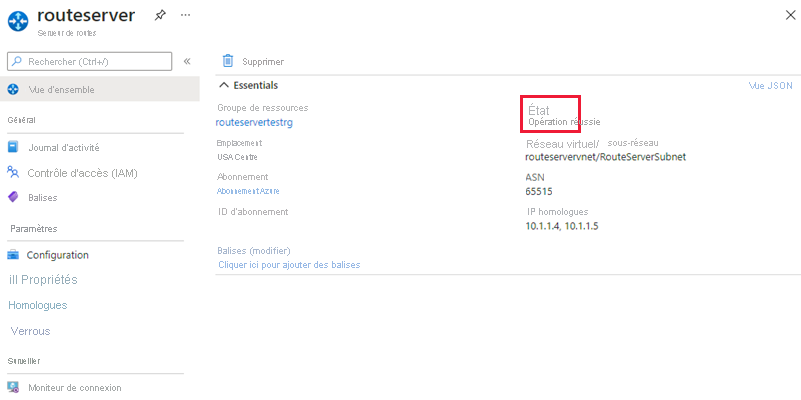 routeserver
Serueur de routes
Rechercher (Ctrl+/)
Vue d'ensemble
Général
Journal d'activité
Contrôle d'accès (IAM)
Balises
Paramètres
Configuration
ill Propriétés
Homologues
Verrous
Surueiller
Moniteur de connexion
Supprimer
Essentials
Vue JSON
Groupe de ressources
routeservertestrg
Emplacement
USA Centre
Abonnement
Abonnement Azure
ID d'abonnement
Balises (modifier)
Cliquer ici pour ajouter des balises
État
Opération réussie
Réseau virtuel/ sous-réseau
routeservervnet/RouteServerSubnet
ASN
65515
IP homologues
10.1.1.4, 10.1.1.5